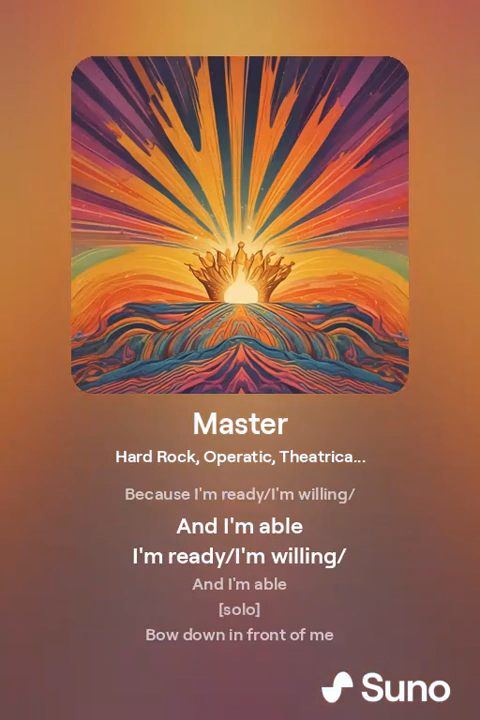 Master
Hard Rock, Operatic, Theatrica...
Because I'm ready/I'm willing/
And I'm able
I'm ready/I'm willing/
And I'm able
[solo]
Bow down in front of me
Suno